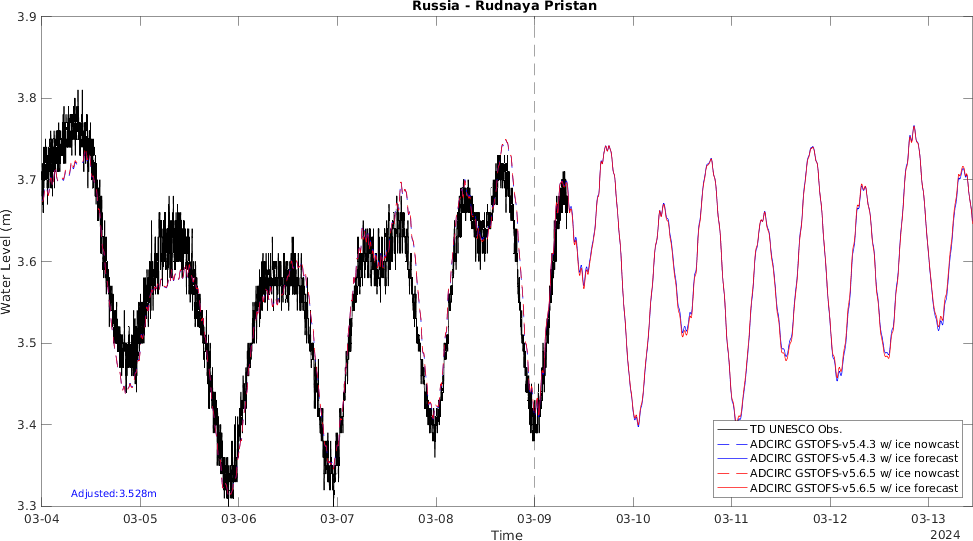 Russia - Rudnaya Pristan
3.9
3.8
3.7
3.6
3.5
3.4
3.3
Water Level (m)
Adjusted:3.528m
TD UNESCO Obs.
ADCIRC GSTOFS-v5.4.3 w/ ice nowcast
ADCIRC GSTOFS-v5.4.3 w/ ice forecast
ADCIRC GSTOFS-v5.6.5 w/ ice nowcast
ADCIRC GSTOFS-v5.6.5 w/ ice forecast
03-04 03-05 03-06 03-07 03-08 03-09 03-10 03-11 03-12 03-13
Time
2024